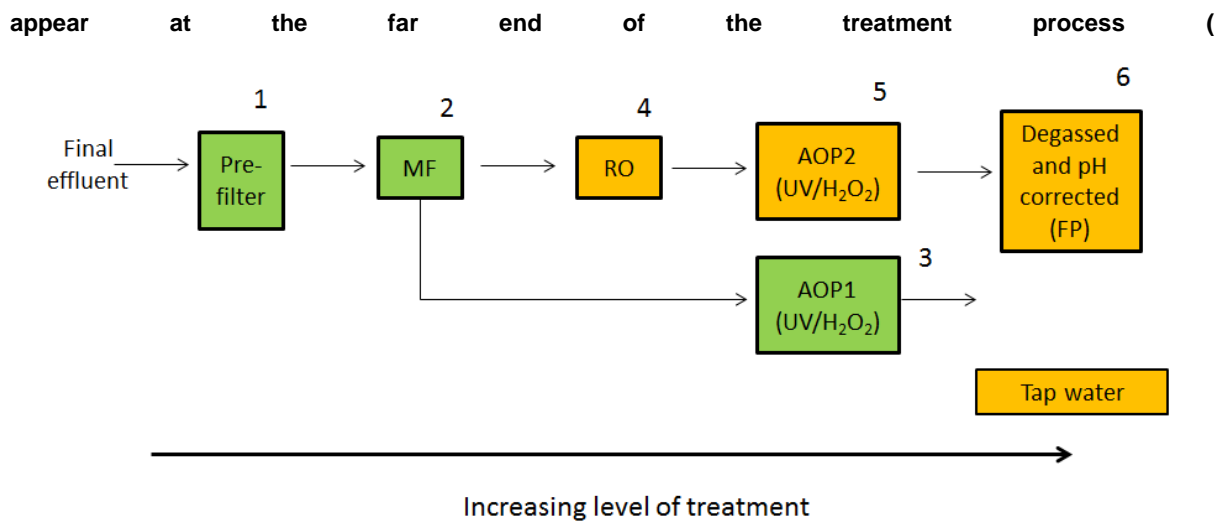 appear at the far end of the treatment process (
1
2
4
5
6
Final
effluent
Pre-
filter
MF
RO
AOP2
(UV/H₂O₂)
Degassed
and pH
corrected
(FP)
3
AOP1
(UV/H₂O₂)
Tap water
Increasing level of treatment